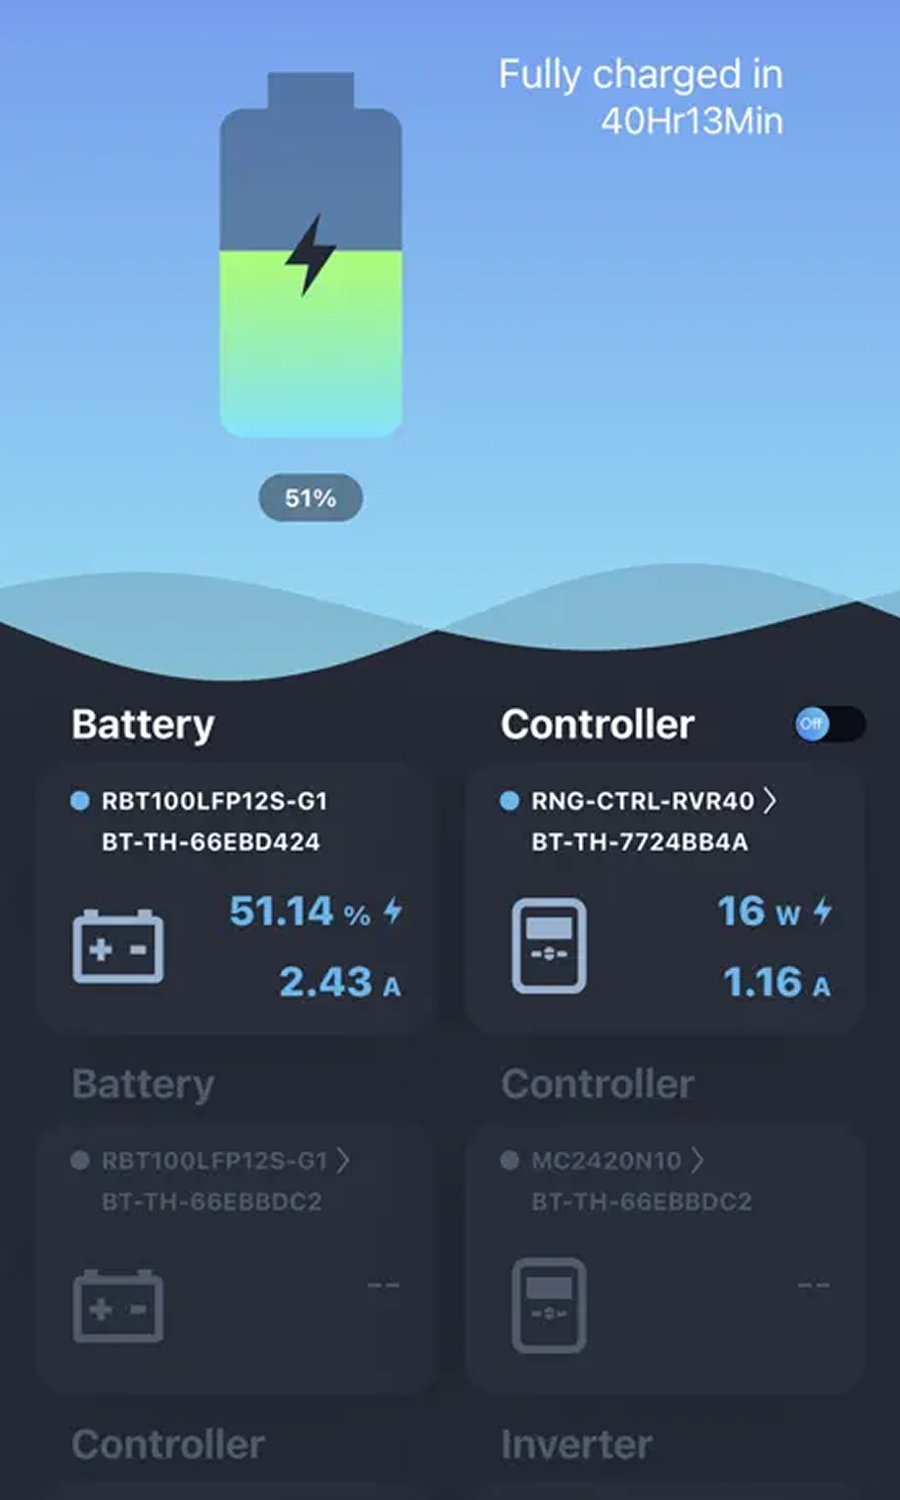 Fully charged in
40Hr13Min
51%
Battery
RBT100LFP12S-G1
BT-TH-66EBD424
51.14 %
2.43 A
Controller
Off
RNG-CTRL-RVR40
BT-TH-7724BB4A
16 W
1.16 A
Battery
RBT100LFP12S-G1
BT-TH-66EBBDC2
--
Controller
MC2420N10
BT-TH-66EBBDC2
--
Controller
Inverter